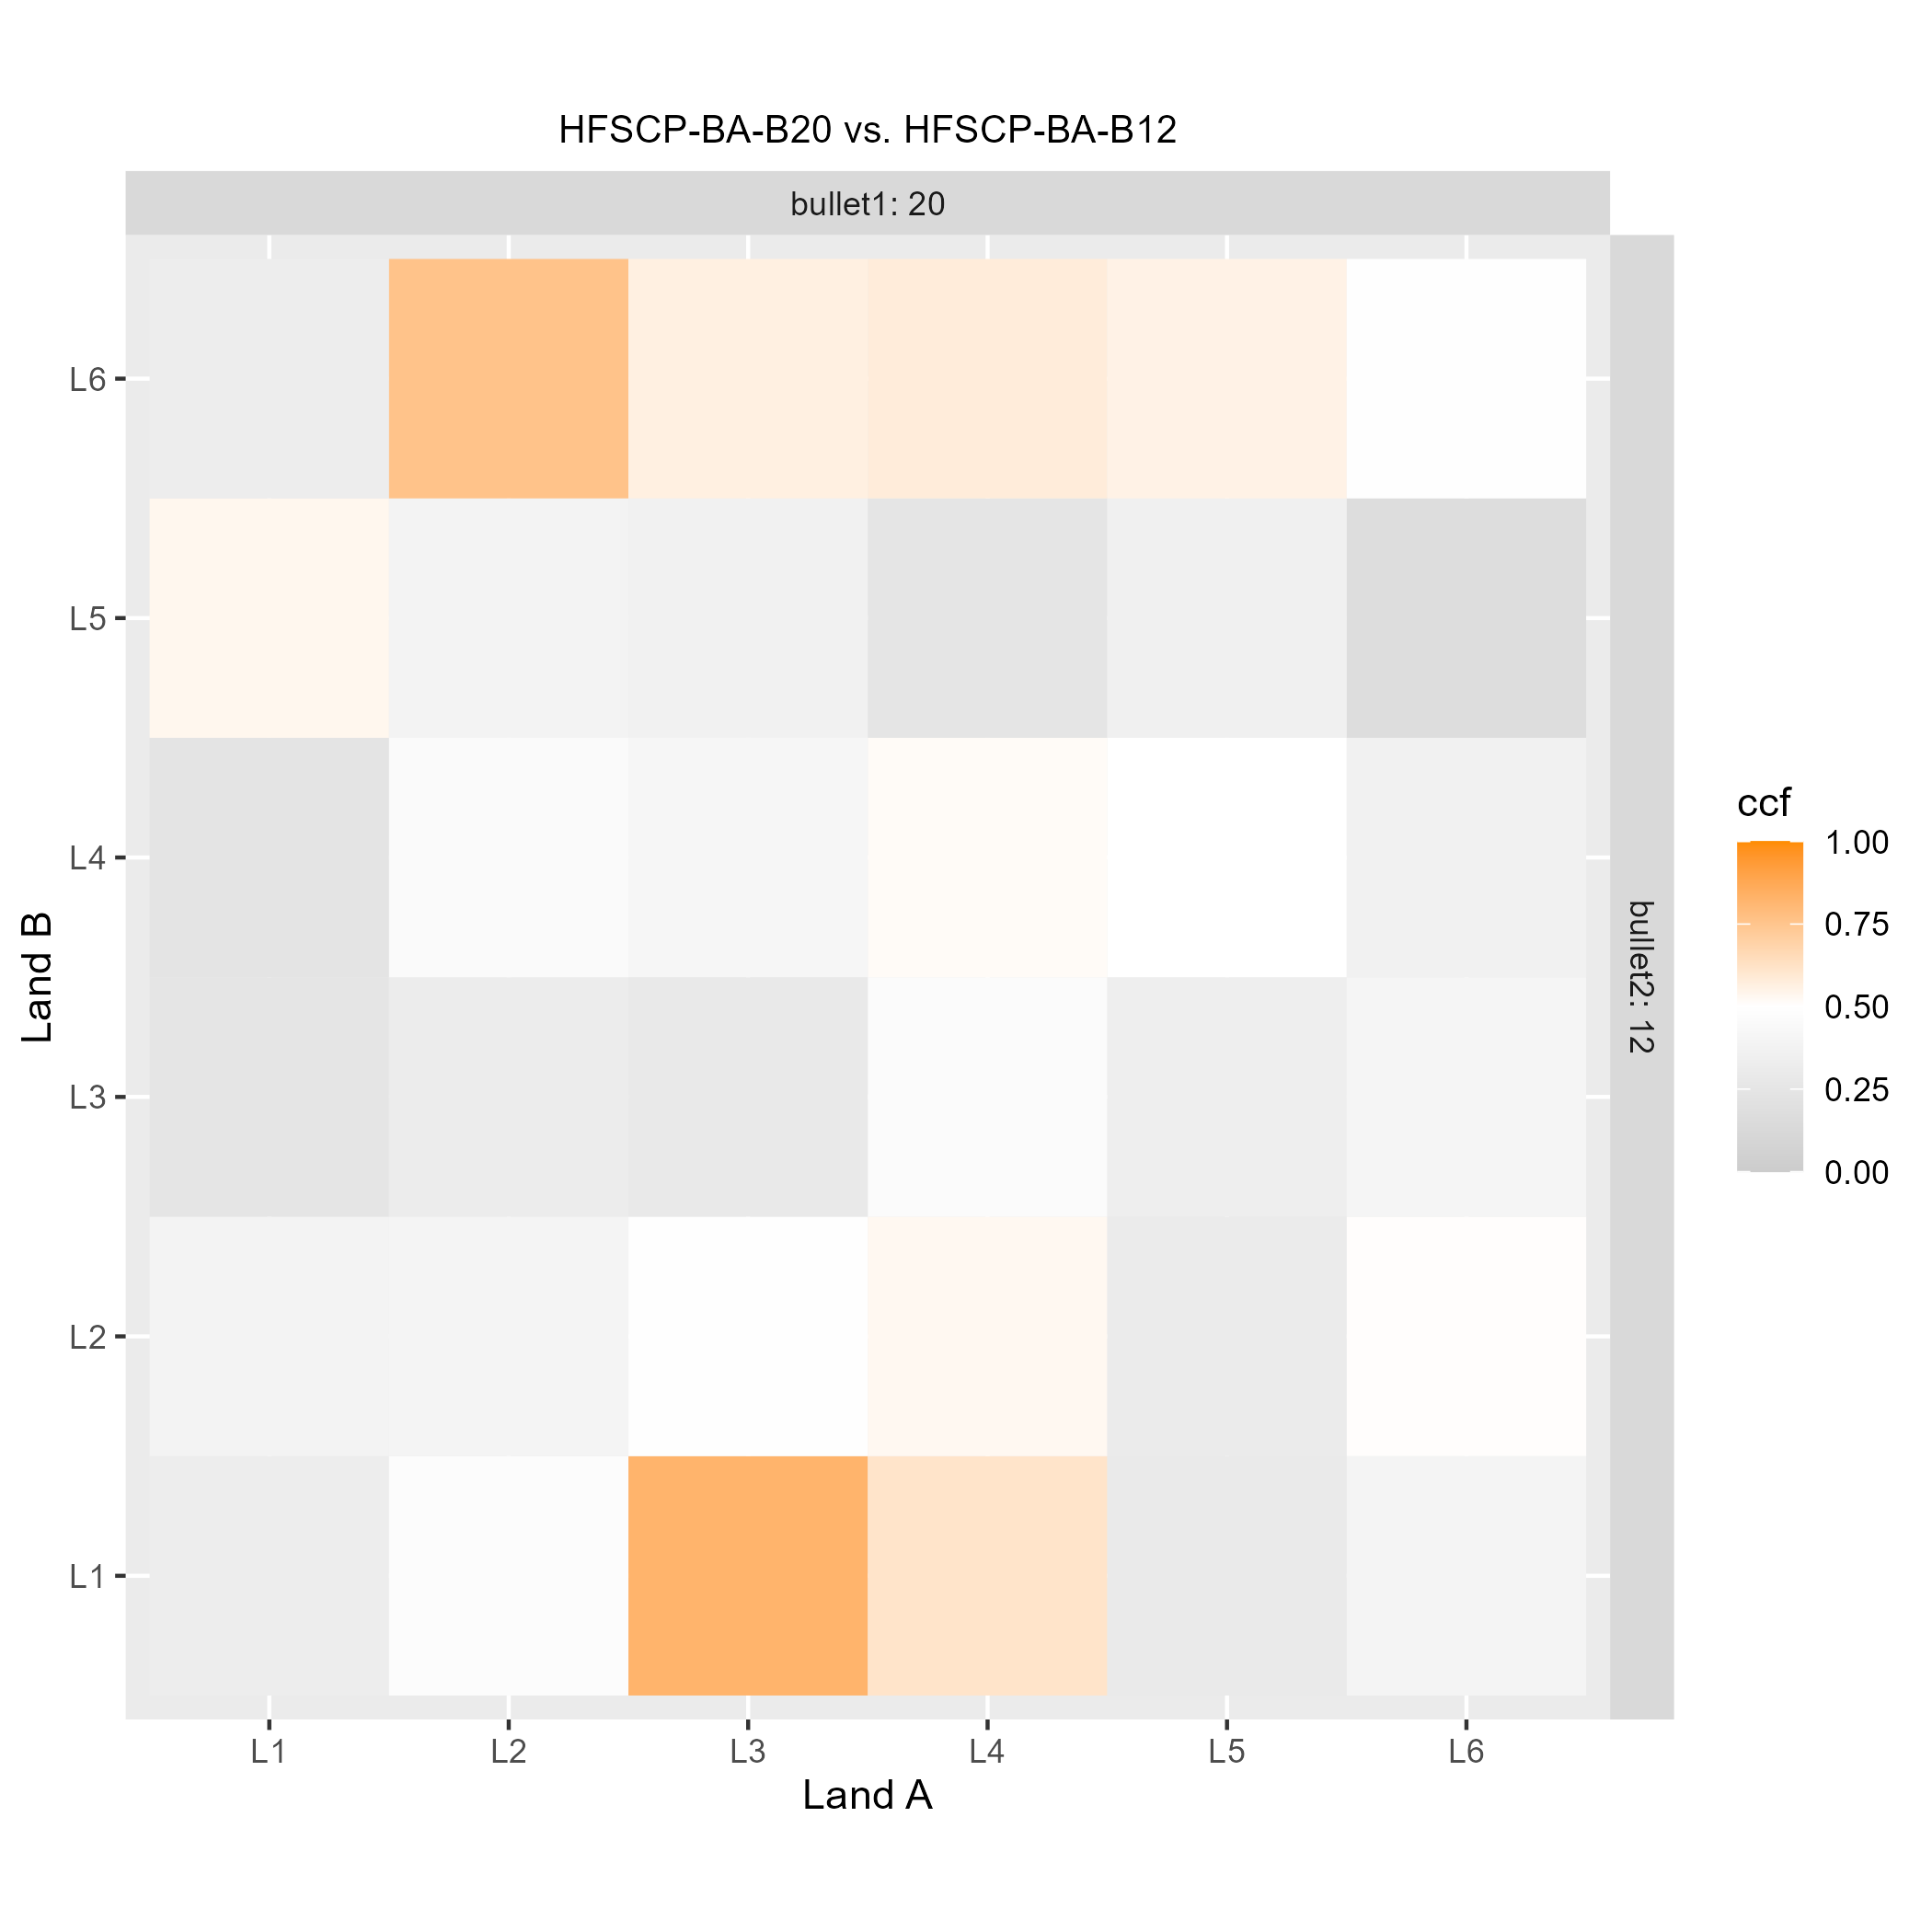 HFSCP-BA-B20 vs. HFSCP-BA-B12
bullet1: 20
L6
L5
L4
L3
L2
L1
Land B
bullet2: 12
ccf
1.00
0.75
0.50
0.25
0.00
L1
L2
L3
L4
L5
L6
Land A